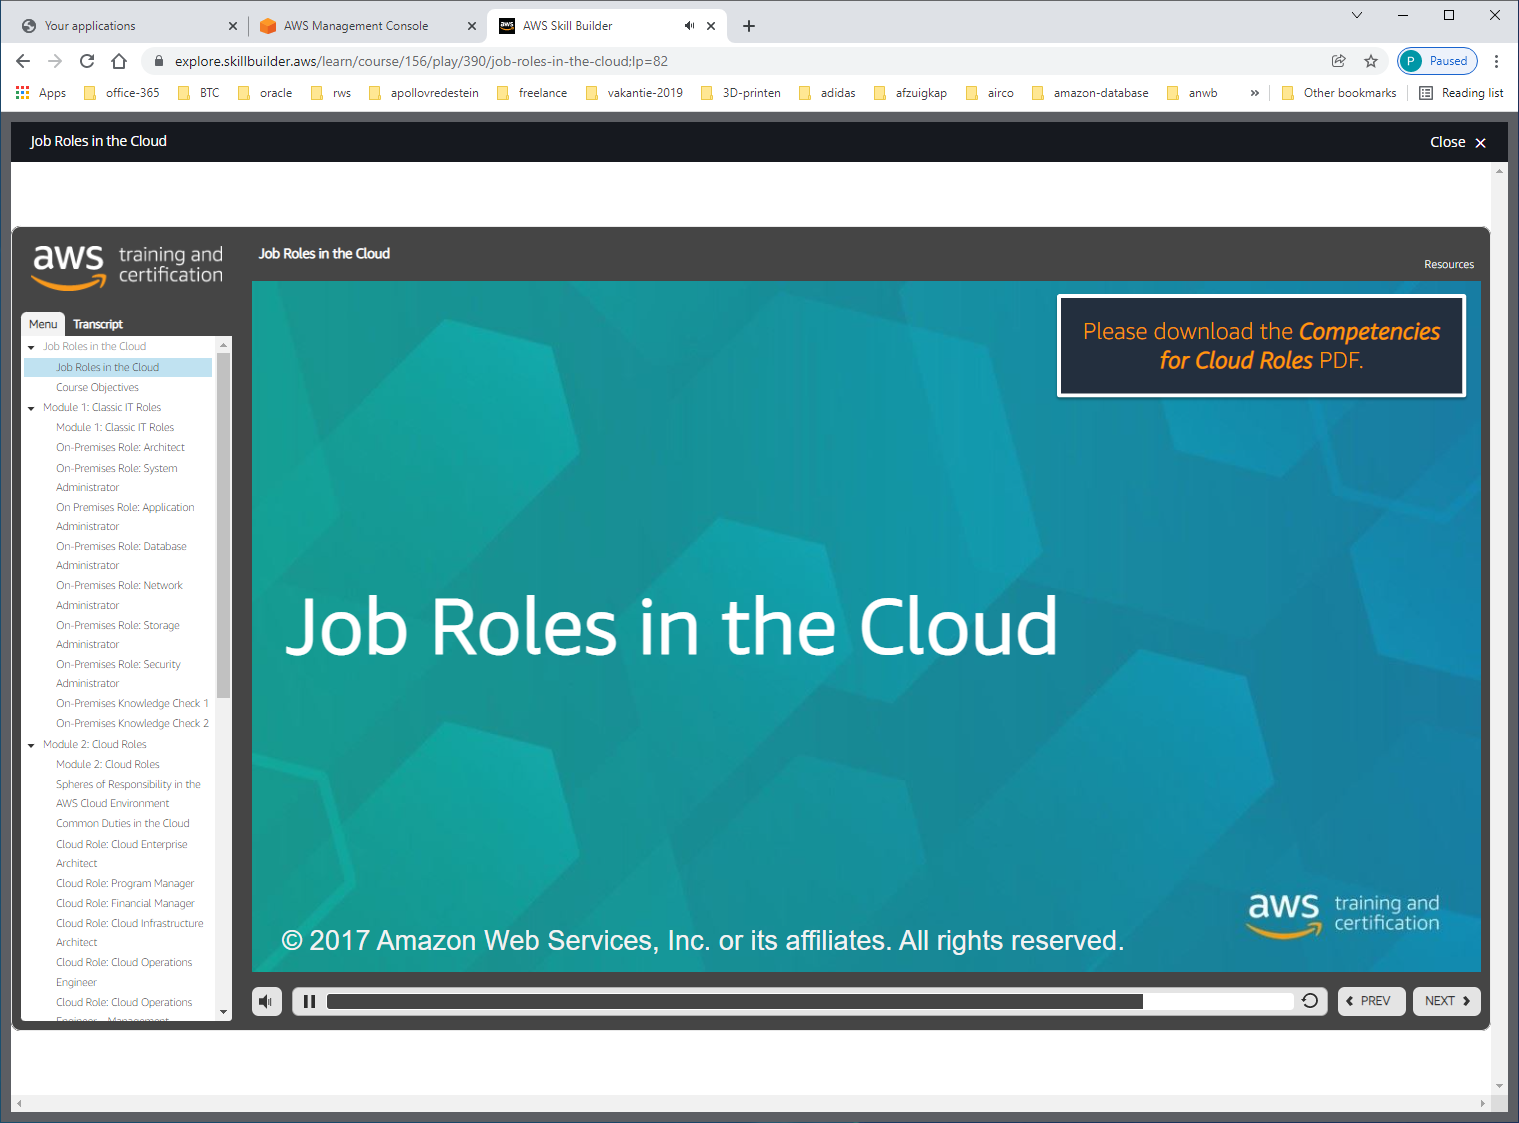 Your applications
AWS Management Console
aws
AWS Skill Builder
explore.skillbuilder.aws/learn/course/156/play/390/job-roles-in-the-cloud;lp=82
P Paused
Apps office-365 BTC oracle rws apollovredestein freelance vakantie-2019 3D-printen adidas afzuigkap airco amazon-database anwb » Other bookmarks Reading list
Job Roles in the Cloud
Close
aws training and
certification
Job Roles in the Cloud
Resources
Menu Transcript
Job Roles in the Cloud
Job Roles in the Cloud
Course Objectives
Module 1: Classic IT Roles
Module 1: Classic IT Roles
On-Premises Role: Architect
On-Premises Role: System
Administrator
On Premises Role: Application
Administrator
On-Premises Role: Database
Administrator
On-Premises Role: Network
Administrator
On-Premises Role: Storage
Administrator
On-Premises Role: Security
Administrator
On-Premises Knowledge Check 1
On-Premises Knowledge Check 2
Module 2: Cloud Roles
Module 2: Cloud Roles
Spheres of Responsibility in the
AWS Cloud Environment
Common Duties in the Cloud
Cloud Role: Cloud Enterprise
Architect
Cloud Role: Program Manager
Cloud Role: Financial Manager
Cloud Role: Cloud Infrastructure
Architect
Cloud Role: Cloud Operations
Engineer
Cloud Role: Cloud Operations
Engineer - Management
Please download the Competencies
for Cloud Roles PDF.
Job Roles in the Cloud
© 2017 Amazon Web Services, Inc. or its affiliates. All rights reserved.
aws training and
certification
PREV
NEXT